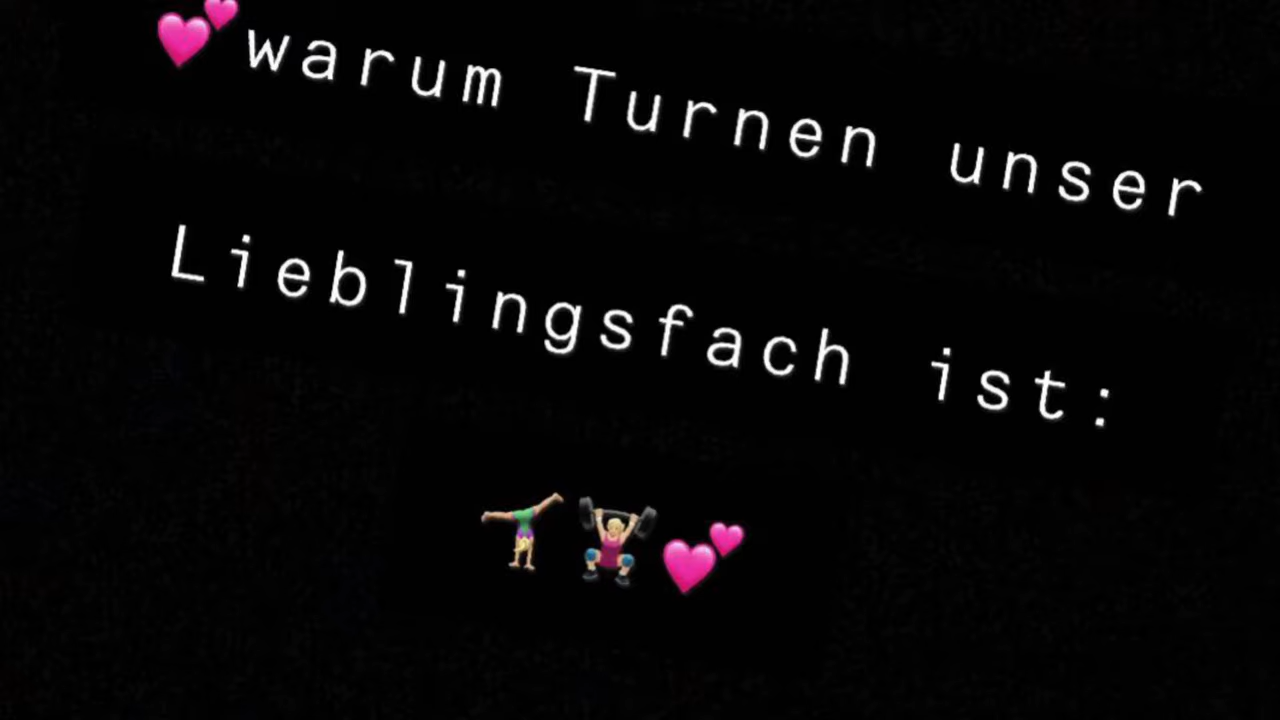 💕warum Turnen unser
Lieblingsfach ist:
🤸🏼‍♀️🏋🏼‍♀️💕